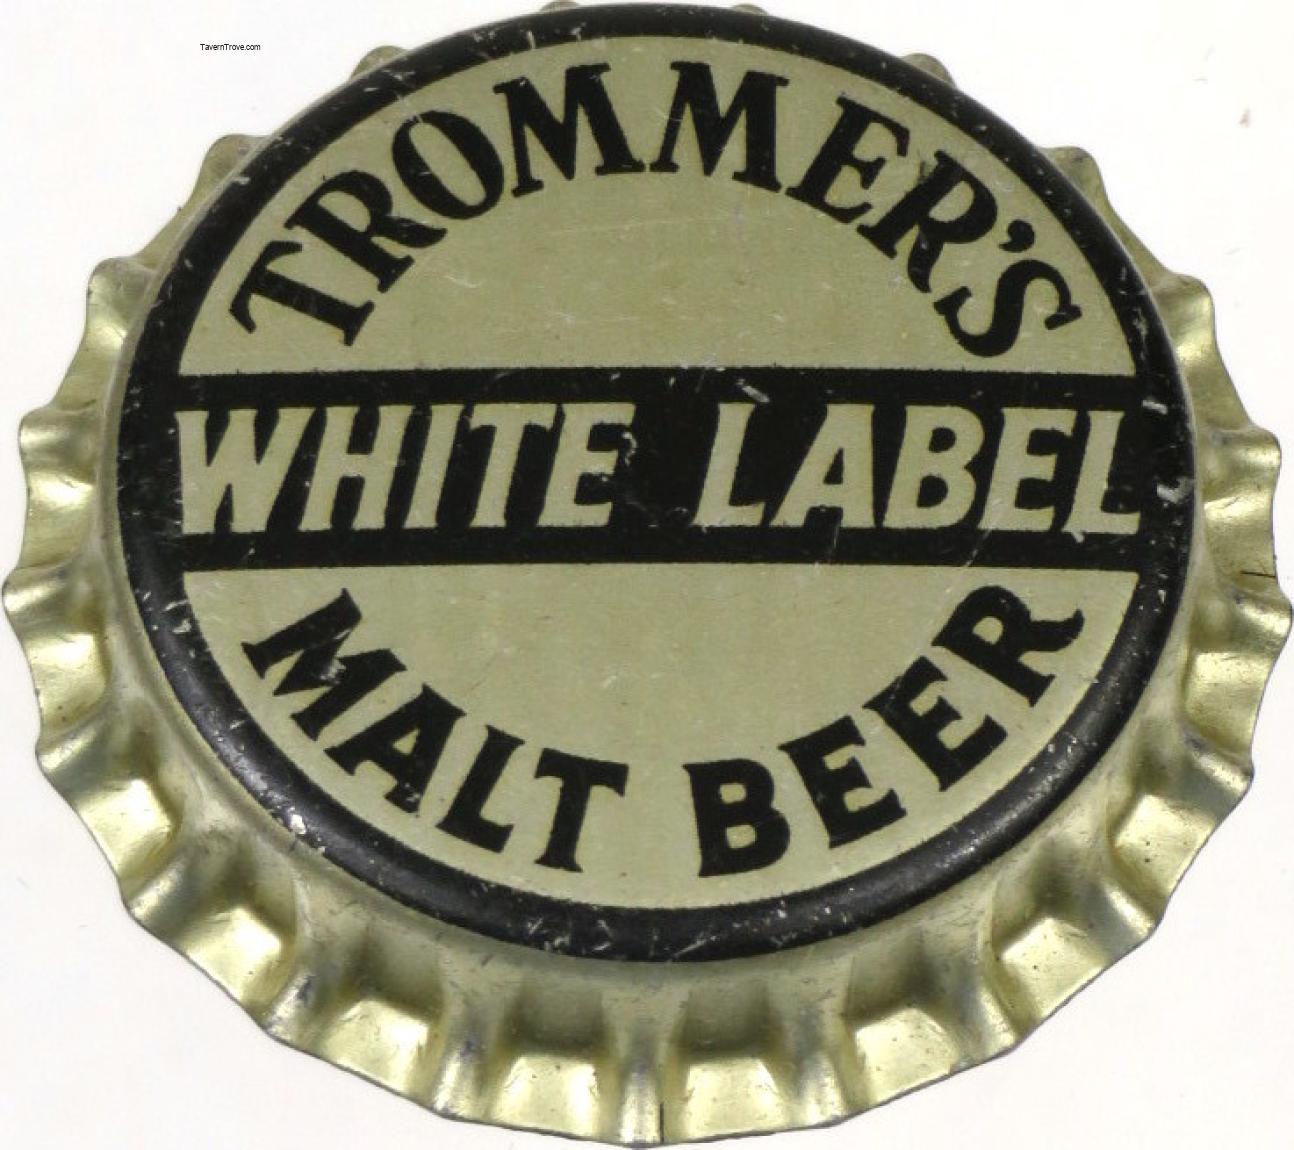 TavernTrove.com
TROMMER'S
WHITE LABEL
MALT BEER